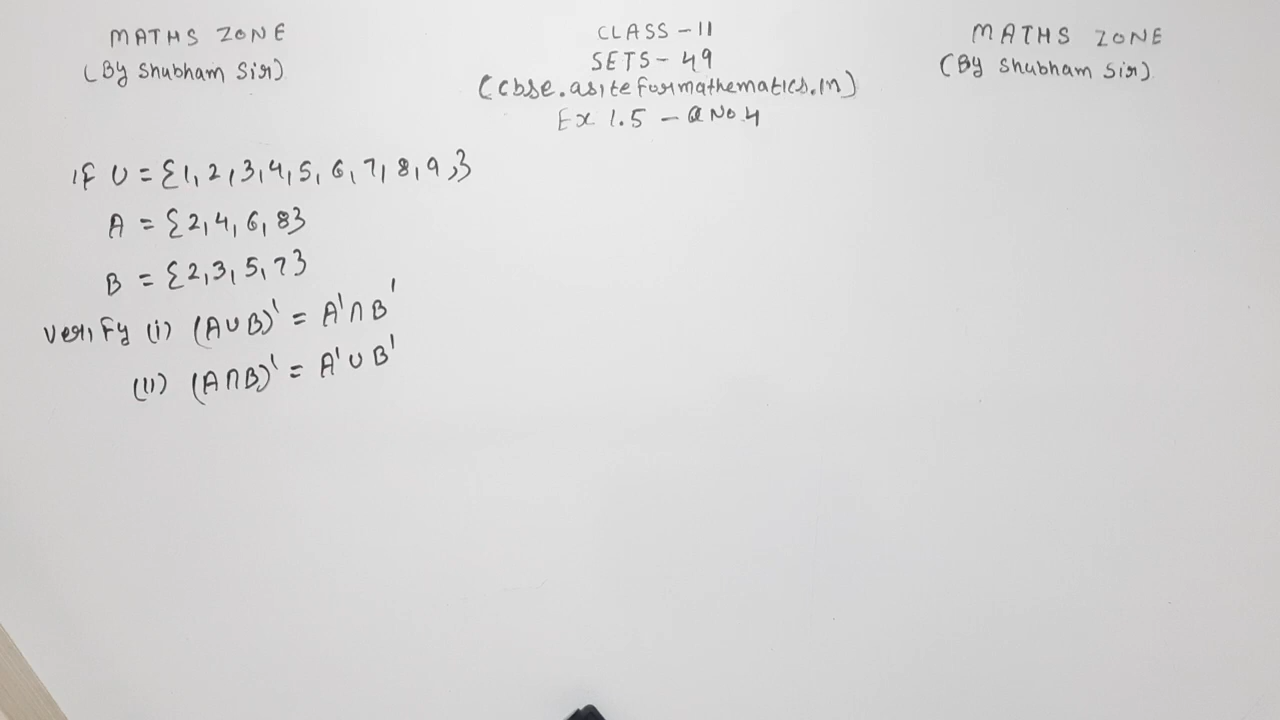 MATHS ZONE
(By Shubham Sir)
CLASS - 11
SETS - 49
(cbse.asiteformathematics.in)
Ex 1.5 - Q No.4
MATHS ZONE
(By Shubham Sir)
If U = {1, 2, 3, 4, 5, 6, 7, 8, 9, }
A = {2, 4, 6, 8}
B = {2, 3, 5, 7}
Verify (i) (A∪B)' = A'∩B'
(ii) (A∩B)' = A'∪B'